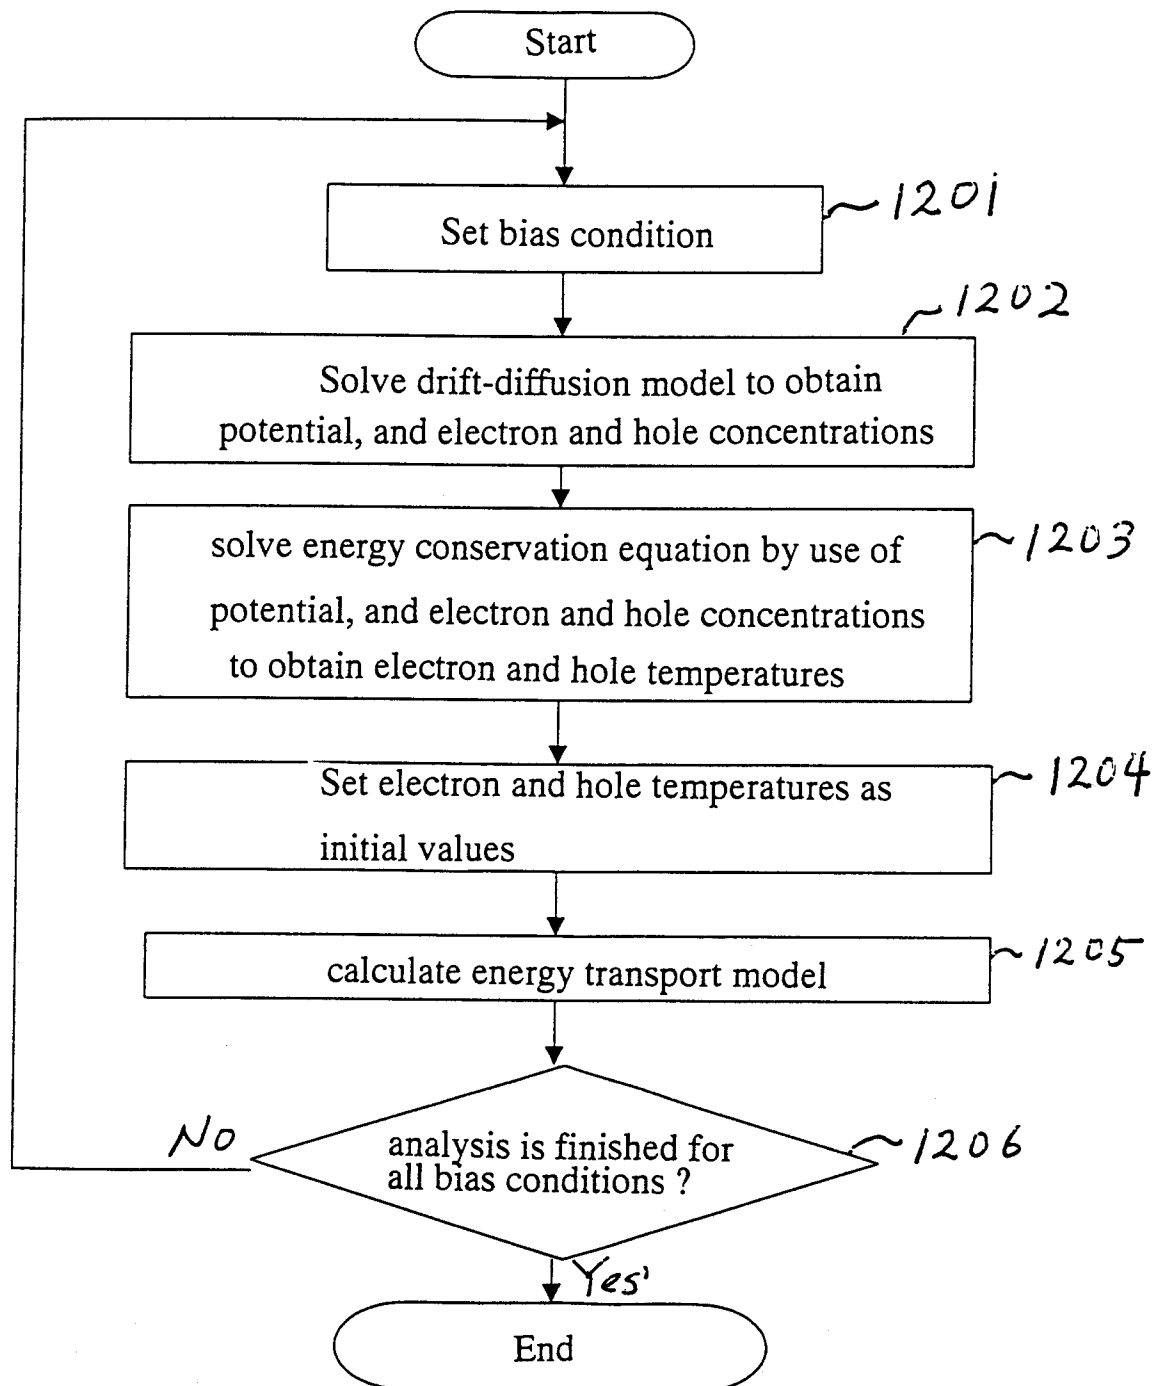 Start
1201
Set bias condition
1202
Solve drift-diffusion model to obtain
potential, and electron and hole concentrations
1203
solve energy conservation equation by use of
potential, and electron and hole concentrations
to obtain electron and hole temperatures
1204
Set electron and hole temperatures as
initial values
1205
calculate energy transport model
No
analysis is finished for
all bias conditions ?
1206
Yes
End